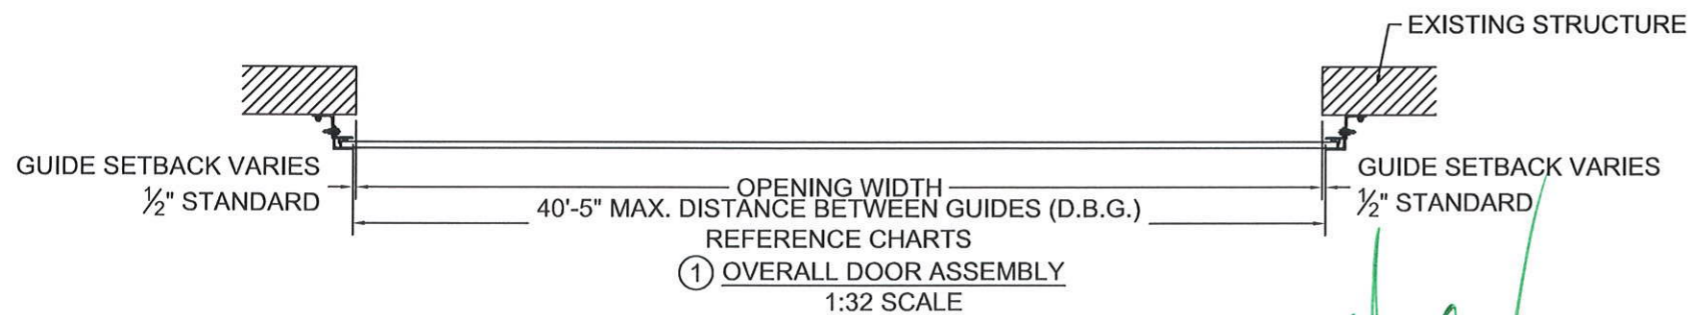 EXISTING STRUCTURE
GUIDE SETBACK VARIES
½" STANDARD
OPENING WIDTH
40'-5" MAX. DISTANCE BETWEEN GUIDES (D.B.G.)
REFERENCE CHARTS
GUIDE SETBACK VARIES
½" STANDARD
1 OVERALL DOOR ASSEMBLY
1:32 SCALE